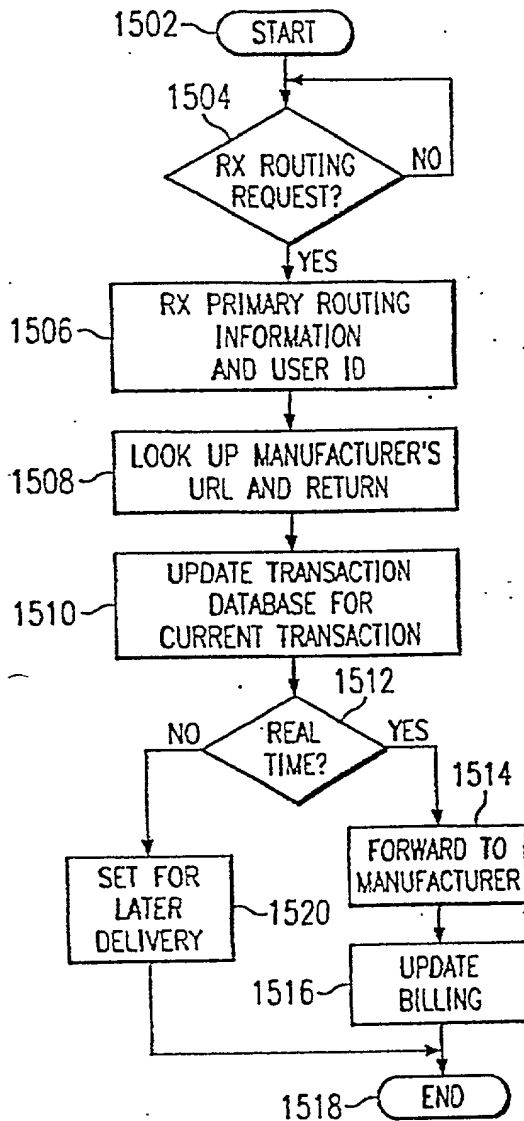 1502
START
1504
RX ROUTING
REQUEST?
NO
YES
1506
RX PRIMARY ROUTING
INFORMATION
AND USER ID
1508
LOOK UP MANUFACTURER'S
URL AND RETURN
1510
UPDATE TRANSACTION
DATABASE FOR
CURRENT TRANSACTION
1512
NO
REAL
TIME?
YES
1514
FORWARD TO
MANUFACTURER
SET FOR
LATER
DELIVERY
1520
1516
UPDATE
BILLING
1518
END